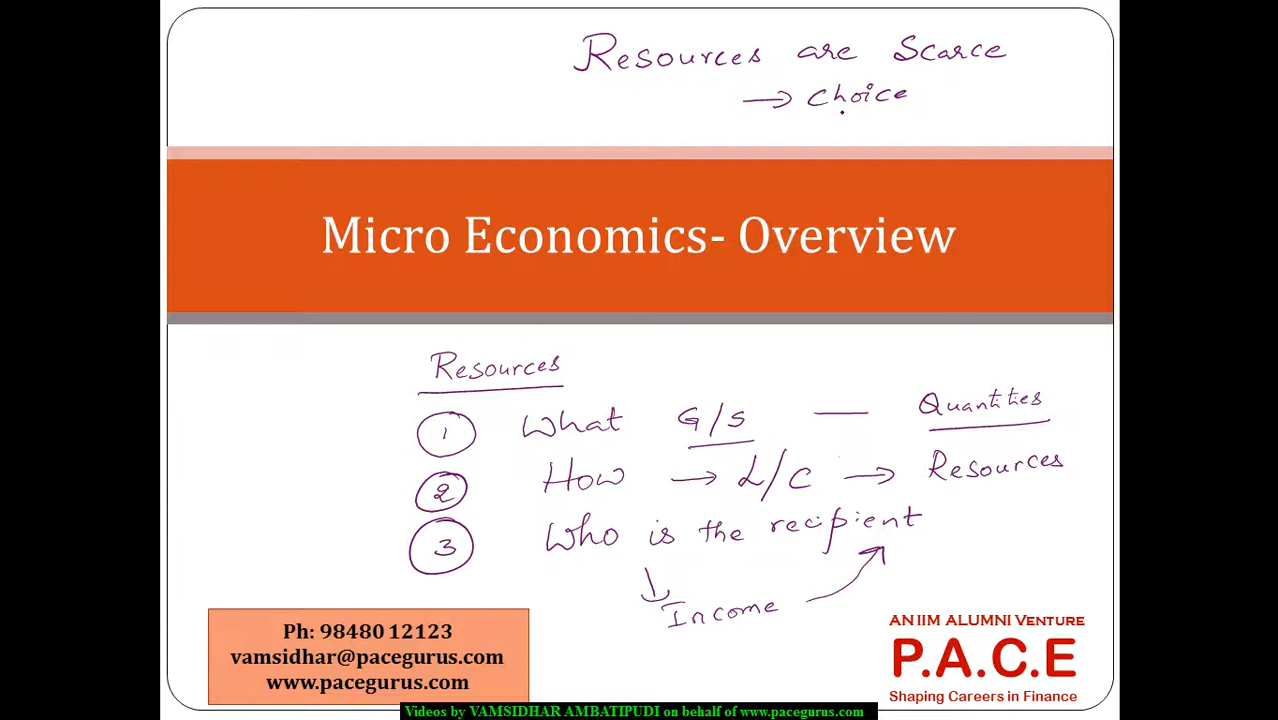 Resources are Scarce
→ choice
Micro Economics- Overview
Resources
1 What G/S — Quantities
2 How → L/C → Resources
3 Who is the recipient
Income
Ph: 98480 12123
vamsidhar@pacegurus.com
www.pacegurus.com
AN IIM ALUMNI VENTURE
P.A.C.E
Shaping Careers in Finance
Videos by VAMSIDHAR AMBATIPUDI on behalf of www.pacegurus.com